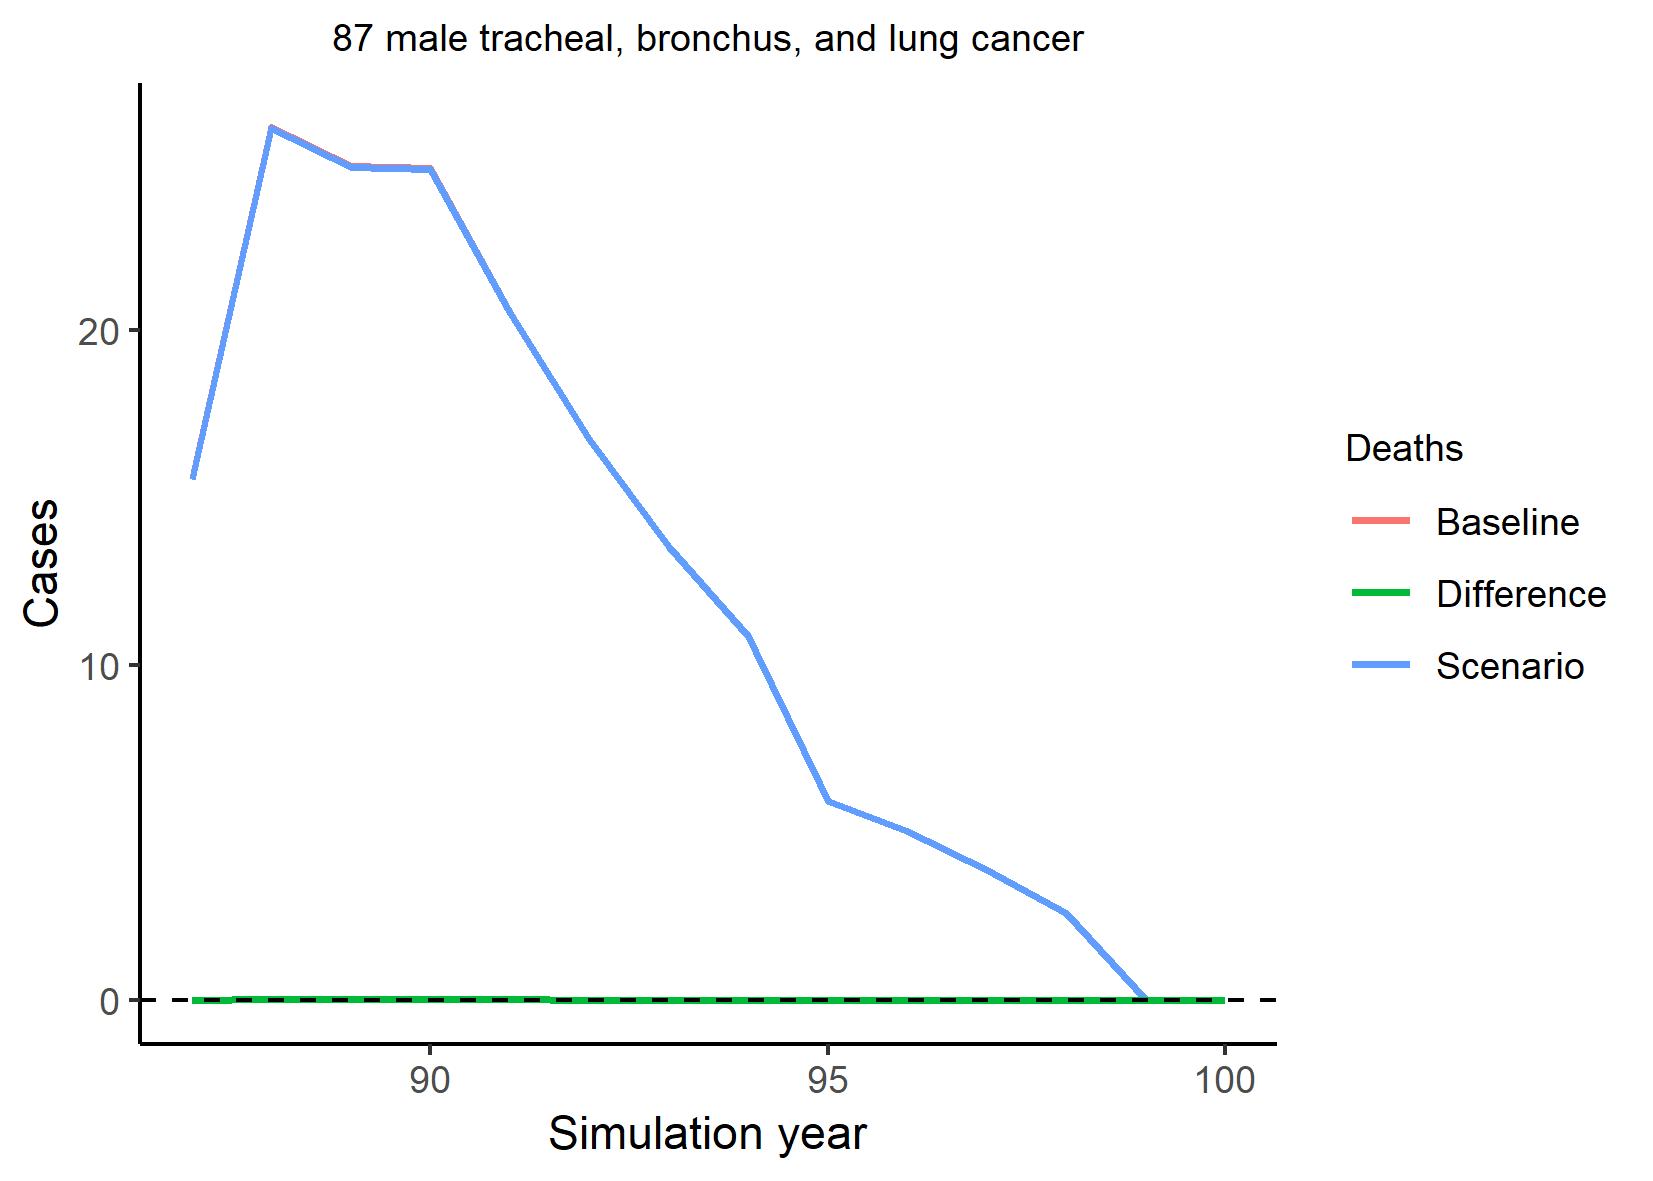 87 male tracheal, bronchus, and lung cancer
Cases
20
10
0
90
95
100
Simulation year
Deaths
Baseline
Difference
Scenario